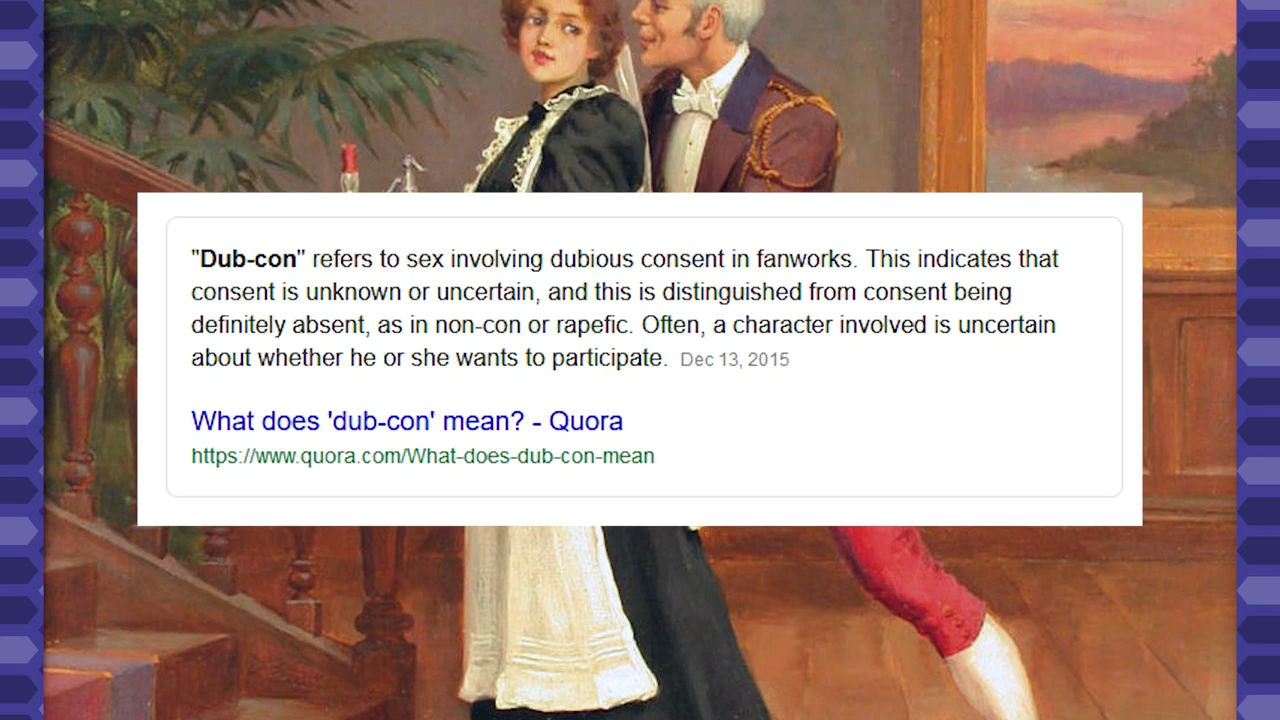 "Dub-con" refers to sex involving dubious consent in fanworks. This indicates that
consent is unknown or uncertain, and this is distinguished from consent being
definitely absent, as in non-con or rapefic. Often, a character involved is uncertain
about whether he or she wants to participate. Dec 13, 2015
What does 'dub-con' mean? - Quora
https://www.quora.com/What-does-dub-con-mean